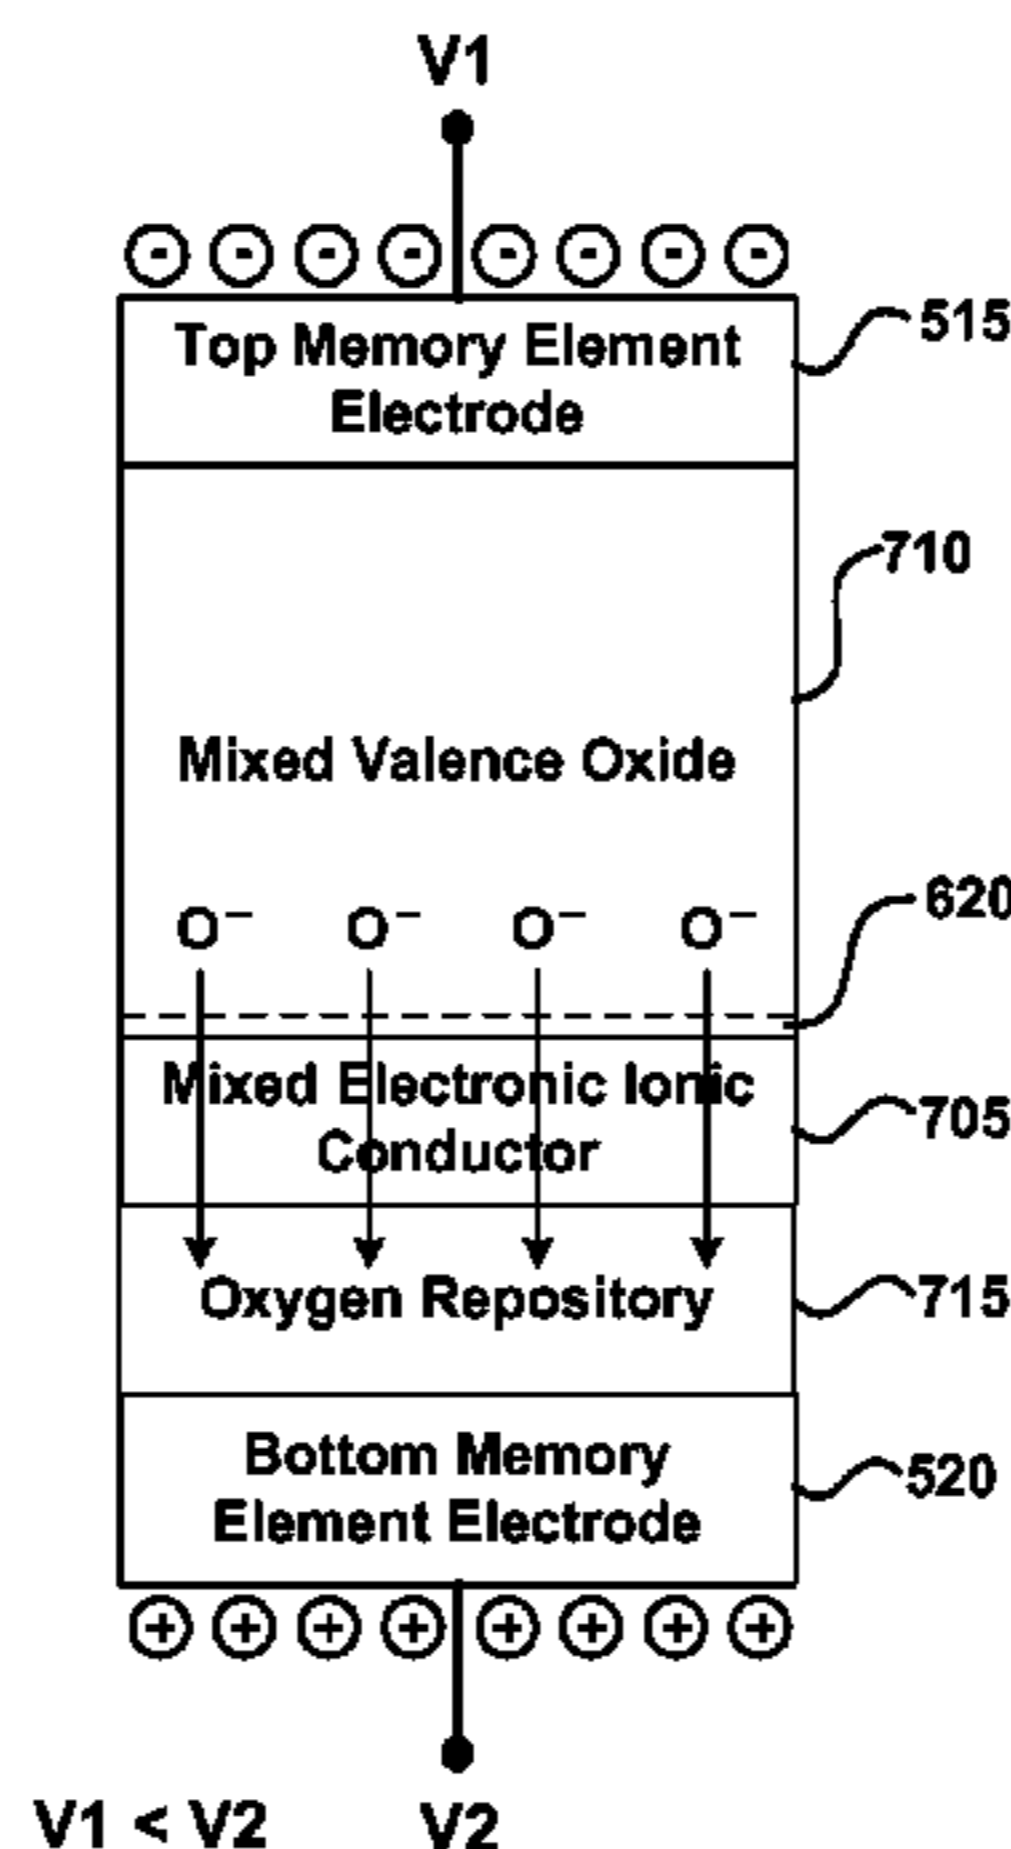 V1
- - - - - - - -
Top Memory Element
Electrode
515
710
Mixed Valence Oxide
620
O⁻ O⁻ O⁻ O⁻
Mixed Electronic Ionic
Conductor
705
Oxygen Repository
715
Bottom Memory
Element Electrode
520
+ + + + + + + +
V1 < V2
V2